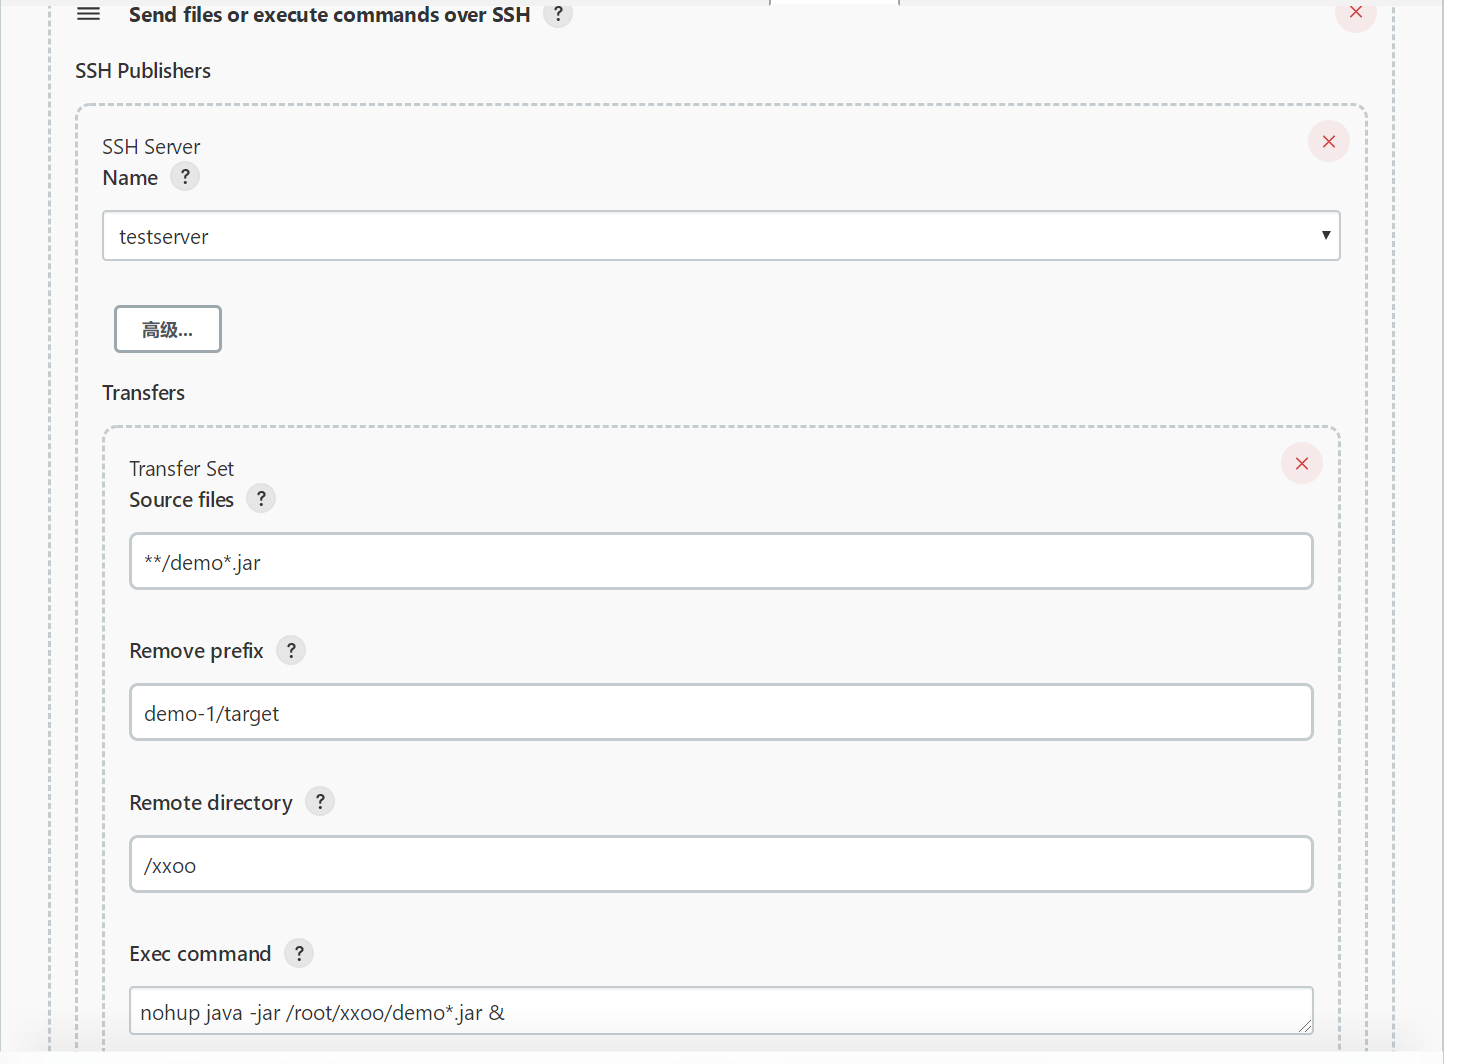 Send files or execute commands over SSH ?
SSH Publishers
SSH Server
Name ?
testserver
高级...
Transfers
Transfer Set
Source files ?
**/demo*.jar
Remove prefix ?
demo-1/target
Remote directory ?
/xxoo
Exec command ?
nohup java -jar /root/xxoo/demo*.jar &